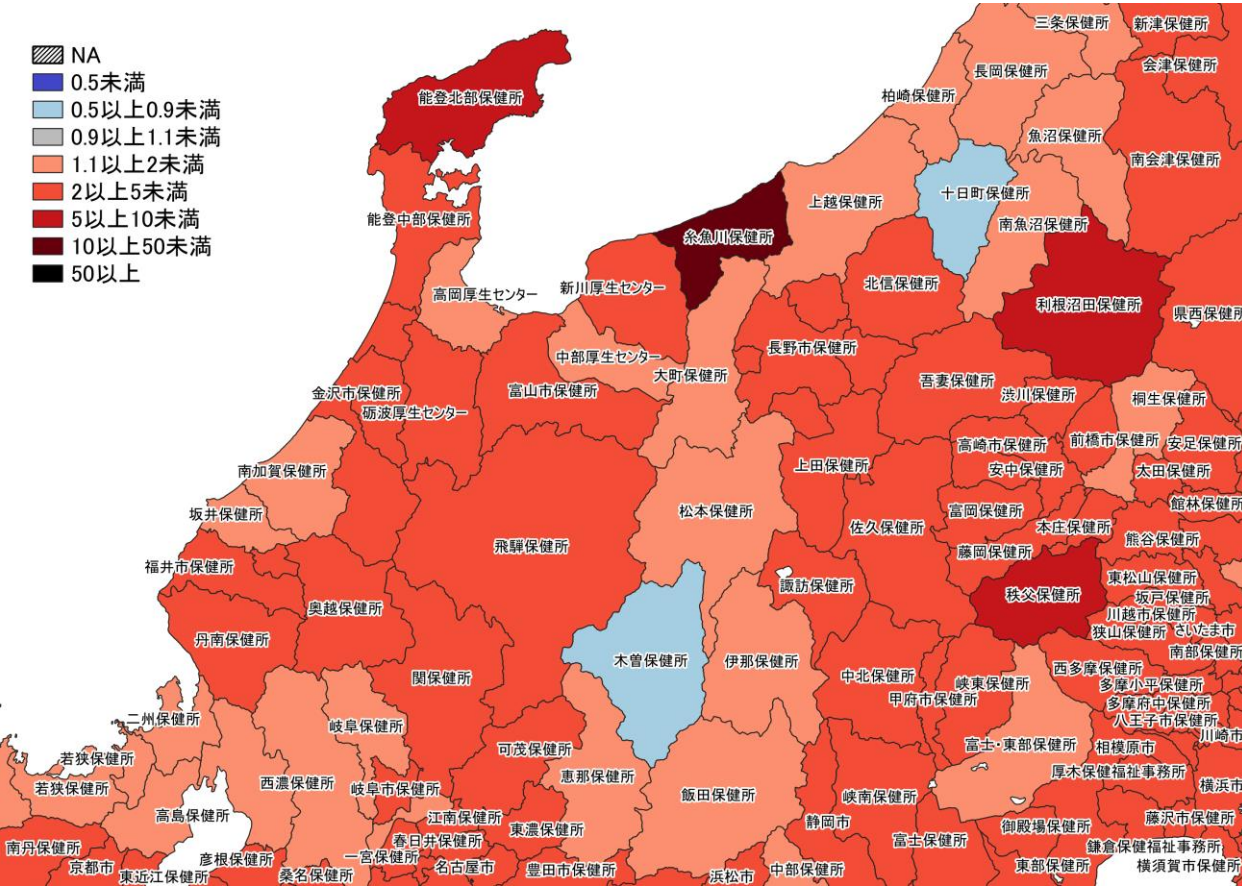 NA
0.5未満
0.5以上0.9未満
0.9以上1.1未満
1.1以上2未満
2以上5未満
5以上10未満
10以上50未満
50以上
三条保健所
新津保健所
長岡保健所
会津保健所
柏崎保健所
能登北部保健所
魚沼保健所
南会津保健所
十日町保健所
上越保健所
能登中部保健所
南魚沼保健所
糸魚川保健所
北信保健所
新川厚生センター
高岡厚生センター
利根沼田保健所
県西保健所
長野市保健所
中部厚生センター
大町保健所
吾妻保健所
富山市保健所
金沢市保健所
渋川保健所
桐生保健所
砺波厚生センター
高崎市保健所
前橋市保健所
安足保健所
上田保健所
安中保健所
太田保健所
南加賀保健所
館林保健所
松本保健所
富岡保健所
坂井保健所
佐久保健所
本庄保健所
熊谷保健所
飛騨保健所
藤岡保健所
福井市保健所
東松山保健所
諏訪保健所
秩父保健所
坂戸保健所
奥越保健所
川越市保健所
狭山保健所
さいたま市
丹南保健所
南部保健所
木曽保健所
伊那保健所
西多摩保健所
関保健所
中北保健所
峡東保健所
多摩小平保健所
甲府市保健所
多摩府中保健所
二州保健所
八王子市保健所
岐阜保健所
川崎市
富士・東部保健所
相模原市
可茂保健所
若狭保健所
厚木保健福祉事務所
恵那保健所
西濃保健所
若狭保健所
岐阜市保健所
横浜市
飯田保健所
峡南保健所
高島保健所
江南保健所
藤沢市保健所
静岡市
御殿場保健所
東濃保健所
富士保健所
春日井保健所
南丹保健所
鎌倉保健福祉事務所
一宮保健所
彦根保健所
京都市
名古屋市
豊田市保健所
中部保健所
東部保健所
横須賀市保健所
東近江保健所
桑名保健所
浜松市